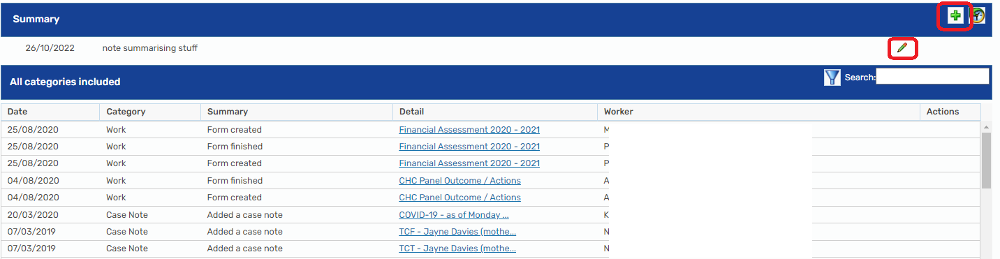 Summary
26/10/2022 note summarising stuff
All categories included Search:
Date Category Summary Detail Worker Actions
25/08/2020 Work Form created Financial Assessment 2020 - 2021 M
25/08/2020 Work Form finished Financial Assessment 2020 - 2021 P
25/08/2020 Work Form created Financial Assessment 2020 - 2021 P
04/08/2020 Work Form finished CHC Panel Outcome / Actions A
04/08/2020 Work Form created CHC Panel Outcome / Actions A
20/03/2020 Case Note Added a case note COVID-19 - as of Monday ... K
07/03/2019 Case Note Added a case note TCF - Jayne Davies (mothe... N
07/03/2019 Case Note Added a case note TCT - Jayne Davies (mothe... N